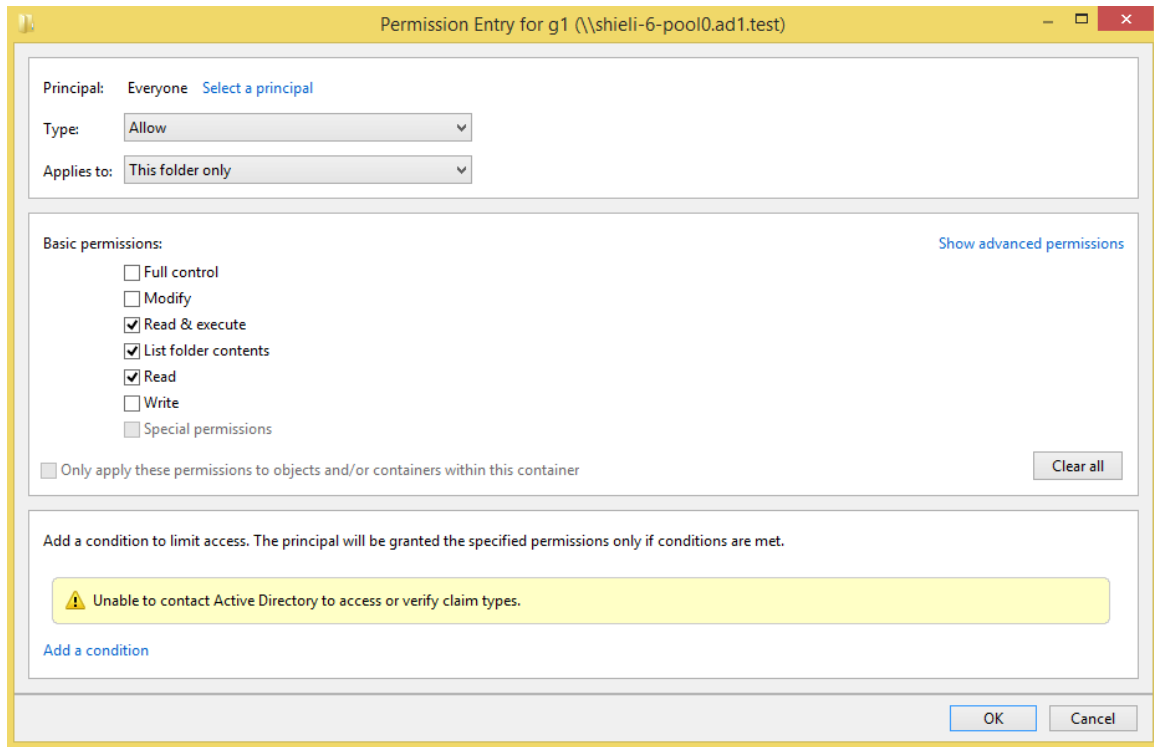 Permission Entry for g1 (\\shieli-6-pool0.ad1.test)
Principal: Everyone Select a principal
Type: Allow
Applies to: This folder only
Basic permissions: Show advanced permissions
Full control
Modify
Read & execute
List folder contents
Read
Write
Special permissions
Only apply these permissions to objects and/or containers within this container
Clear all
Add a condition to limit access. The principal will be granted the specified permissions only if conditions are met.
Unable to contact Active Directory to access or verify claim types.
Add a condition
OK Cancel